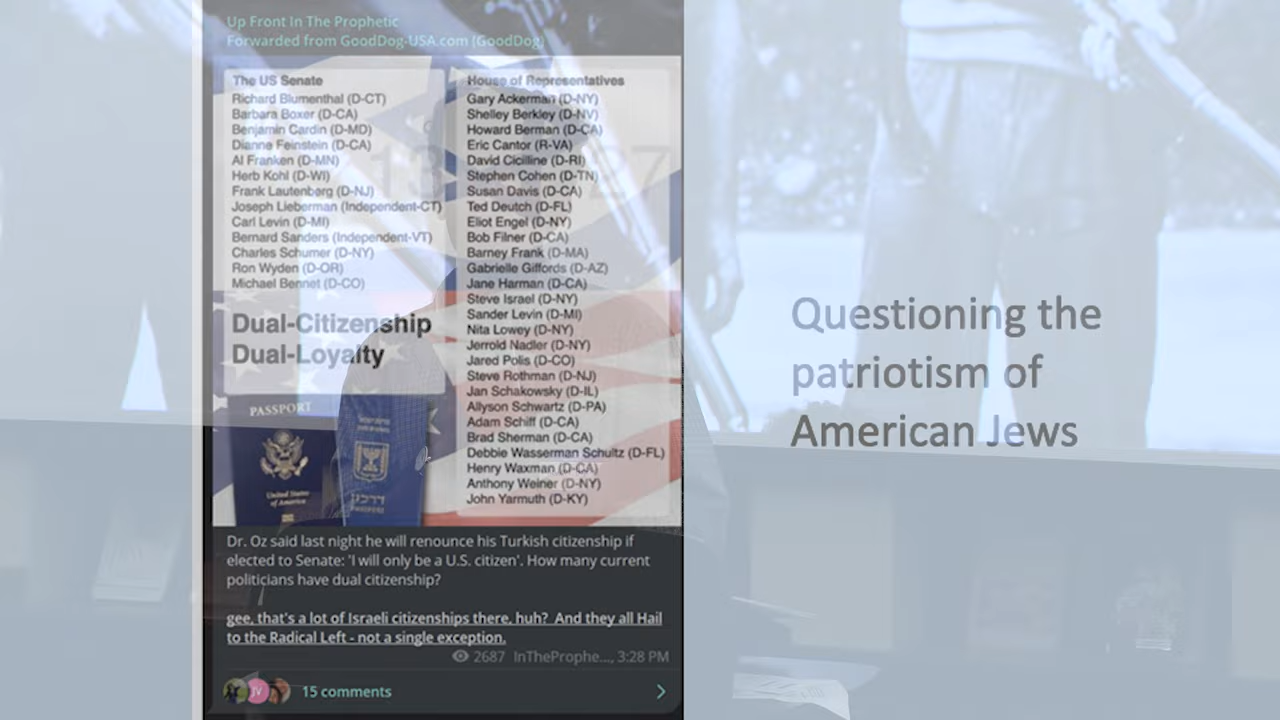 Up Front In The Prophetic
Forwarded from GoodDog-USA.com (GoodDog)
The US Senate
Richard Blumenthal (D-CT)
Barbara Boxer (D-CA)
Benjamin Cardin (D-MD)
Dianne Feinstein (D-CA)
Al Franken (D-MN)
Herb Kohl (D-WI)
Frank Lautenberg (D-NJ)
Joseph Lieberman (Independent-CT)
Carl Levin (D-MI)
Bernard Sanders (Independent-VT)
Charles Schumer (D-NY)
Ron Wyden (D-OR)
Michael Bennet (D-CO)
13
Dual-Citizenship
Dual-Loyalty
PASSPORT
United States
of America
דרכון
PASSPORT
House of Representatives
Gary Ackerman (D-NY)
Shelley Berkley (D-NV)
Howard Berman (D-CA)
Eric Cantor (R-VA)
David Cicilline (D-RI)
Stephen Cohen (D-TN)
Susan Davis (D-CA)
Ted Deutch (D-FL)
Eliot Engel (D-NY)
Bob Filner (D-CA)
Barney Frank (D-MA)
Gabrielle Giffords (D-AZ)
Jane Harman (D-CA)
Steve Israel (D-NY)
Sander Levin (D-MI)
Nita Lowey (D-NY)
Jerrold Nadler (D-NY)
Jared Polis (D-CO)
Steve Rothman (D-NJ)
Jan Schakowsky (D-IL)
Allyson Schwartz (D-PA)
Adam Schiff (D-CA)
Brad Sherman (D-CA)
Debbie Wasserman Schultz (D-FL)
Henry Waxman (D-CA)
Anthony Weiner (D-NY)
John Yarmuth (D-KY)
27
Dr. Oz said last night he will renounce his Turkish citizenship if
elected to Senate: 'I will only be a U.S. citizen'. How many current
politicians have dual citizenship?
gee, that's a lot of Israeli citizenships there, huh? And they all Hail
to the Radical Left - not a single exception.
2687 InTheProphe..., 3:28 PM
JV
15 comments
Questioning the
patriotism of
American Jews